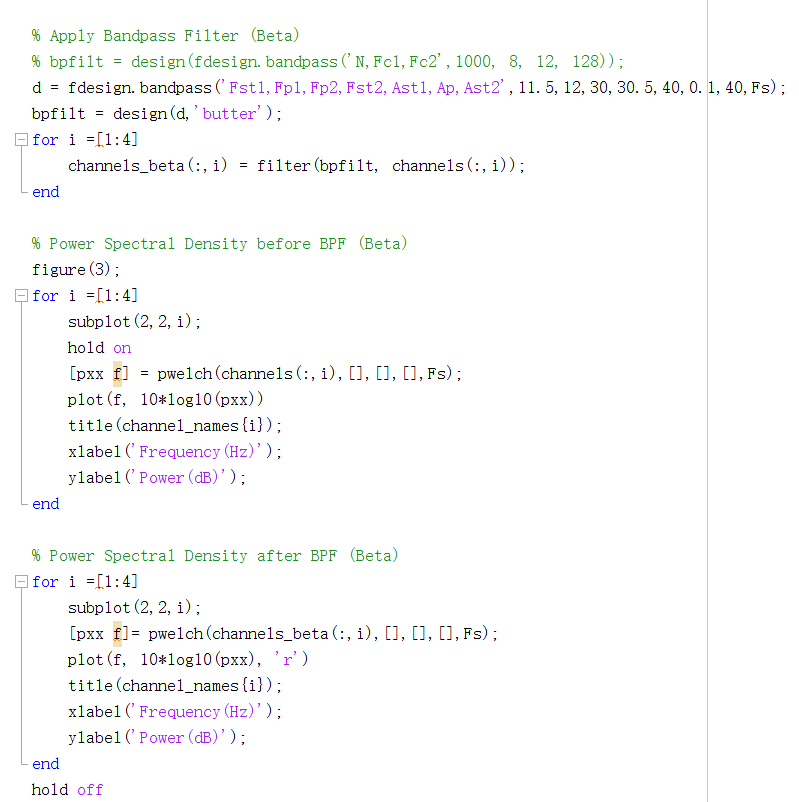 % Apply Bandpass Filter (Beta)
% bpfilt = design(fdesign.bandpass('N,Fc1,Fc2',1000, 8, 12, 128));
d = fdesign.bandpass('Fst1,Fp1,Fp2,Fst2,Ast1,Ap,Ast2',11.5,12,30,30.5,40,0.1,40,Fs);
bpfilt = design(d,'butter');
for i =[1:4]
channels_beta(:,i) = filter(bpfilt, channels(:,i));
end
% Power Spectral Density before BPF (Beta)
figure(3);
for i =[1:4]
subplot(2,2,i);
hold on
[pxx f] = pwelch(channels(:,i),[],[],[],Fs);
plot(f, 10*log10(pxx))
title(channel_names{i});
xlabel('Frequency(Hz)');
ylabel('Power(dB)');
end
% Power Spectral Density after BPF (Beta)
for i =[1:4]
subplot(2,2,i);
[pxx f]= pwelch(channels_beta(:,i),[],[],[],Fs);
plot(f, 10*log10(pxx), 'r')
title(channel_names{i});
xlabel('Frequency(Hz)');
ylabel('Power(dB)');
end
hold off